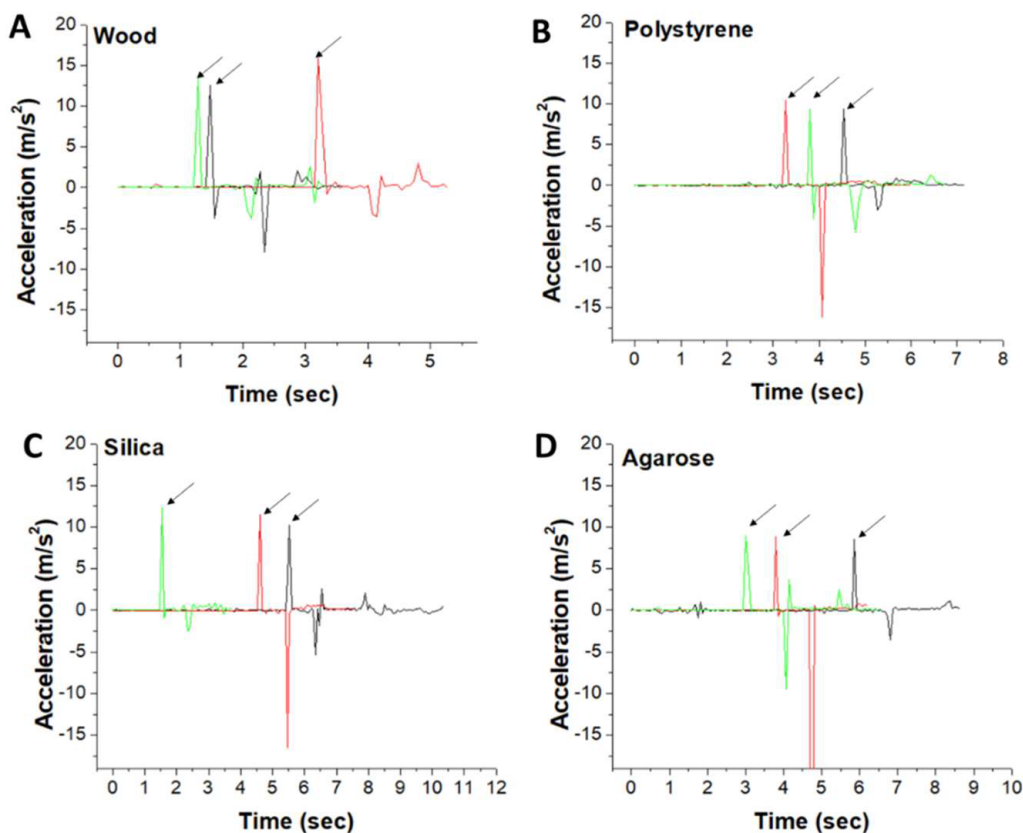 A
Wood
Acceleration (m/s²)
20
15
10
5
0
-5
-10
-15
0 1 2 3 4 5
Time (sec)
B
Polystyrene
Acceleration (m/s²)
20
15
10
5
0
-5
-10
-15
0 1 2 3 4 5 6 7 8
Time (sec)
C
Silica
Acceleration (m/s²)
20
15
10
5
0
-5
-10
-15
0 1 2 3 4 5 6 7 8 9 10 11 12
Time (sec)
D
Agarose
Acceleration (m/s²)
20
15
10
5
0
-5
-10
-15
0 1 2 3 4 5 6 7 8 9 10
Time (sec)